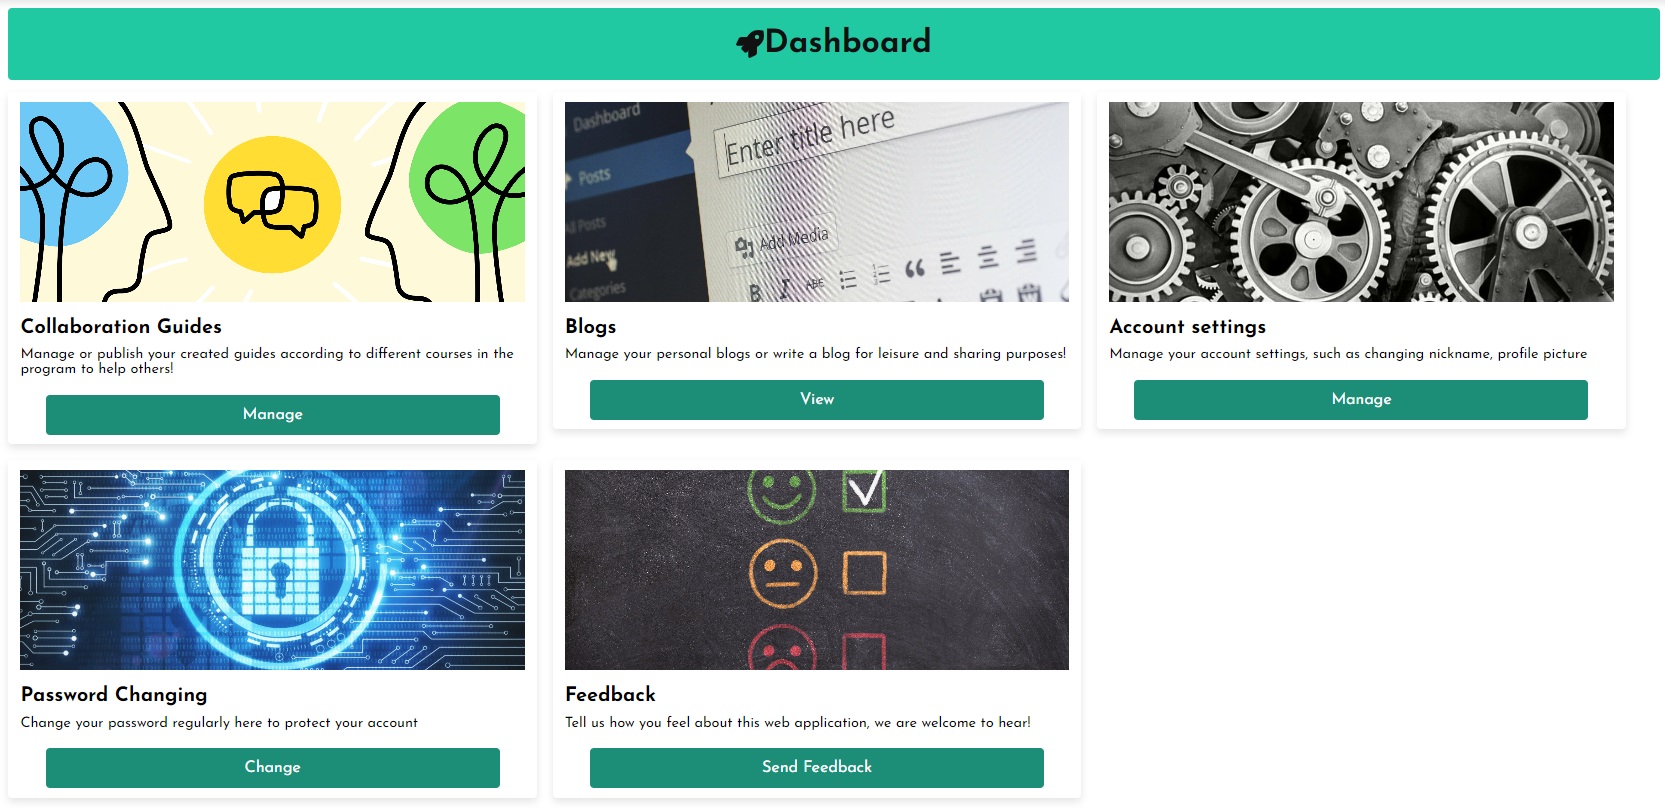 Dashboard
Dashboard
Enter title here
Posts
All Posts
Add Media
Add New
Categories
B I ABC
Collaboration Guides
Manage or publish your created guides according to different courses in the
program to help others!
Manage
Blogs
Manage your personal blogs or write a blog for leisure and sharing purposes!
View
Account settings
Manage your account settings, such as changing nickname, profile picture
Manage
Password Changing
Change your password regularly here to protect your account
Change
Feedback
Tell us how you feel about this web application, we are welcome to hear!
Send Feedback